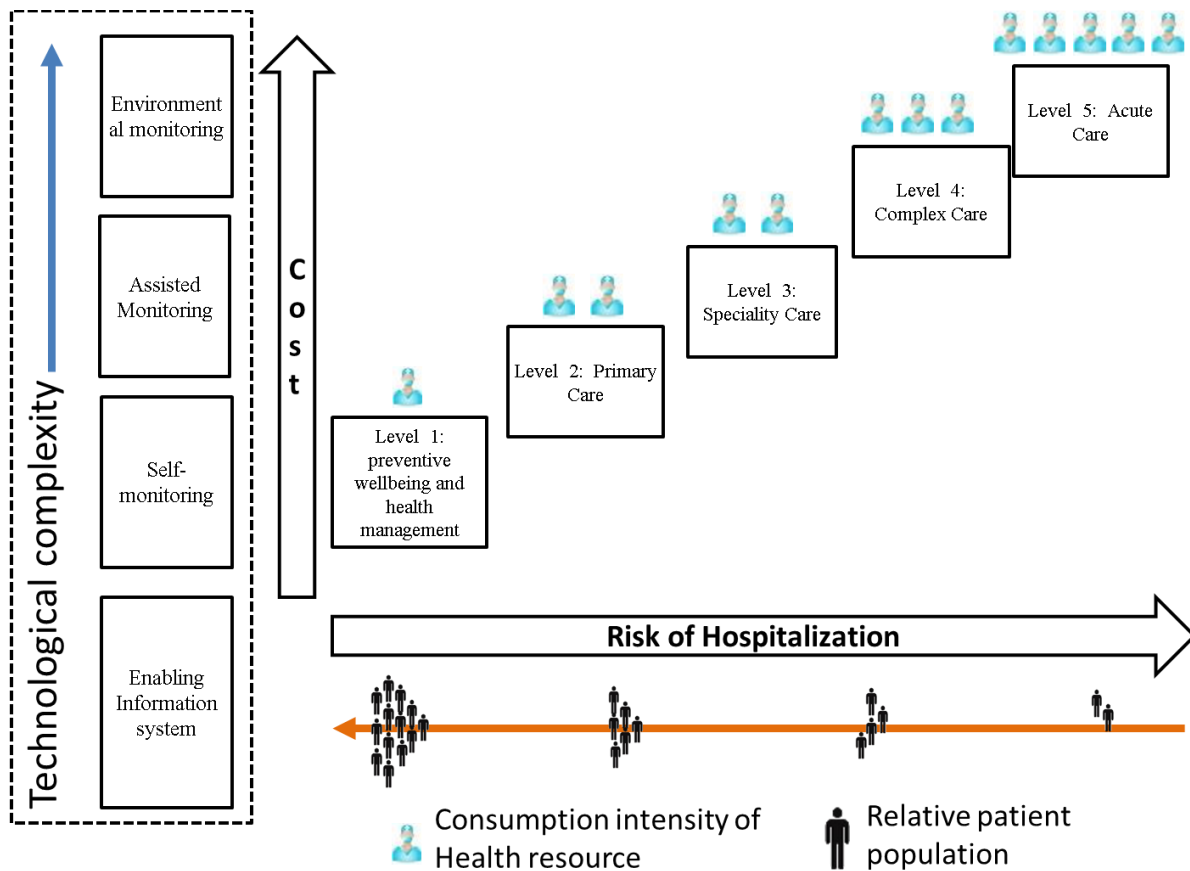 Technological complexity
Environment
al monitoring
Assisted
Monitoring
Self-
monitoring
Enabling
Information
system
C
o
s
t
Level 5: Acute
Care
Level 4:
Complex Care
Level 3:
Speciality Care
Level 2: Primary
Care
Level 1:
preventive
wellbeing and
health
management
Risk of Hospitalization
Consumption intensity of
Health resource
Relative patient
population